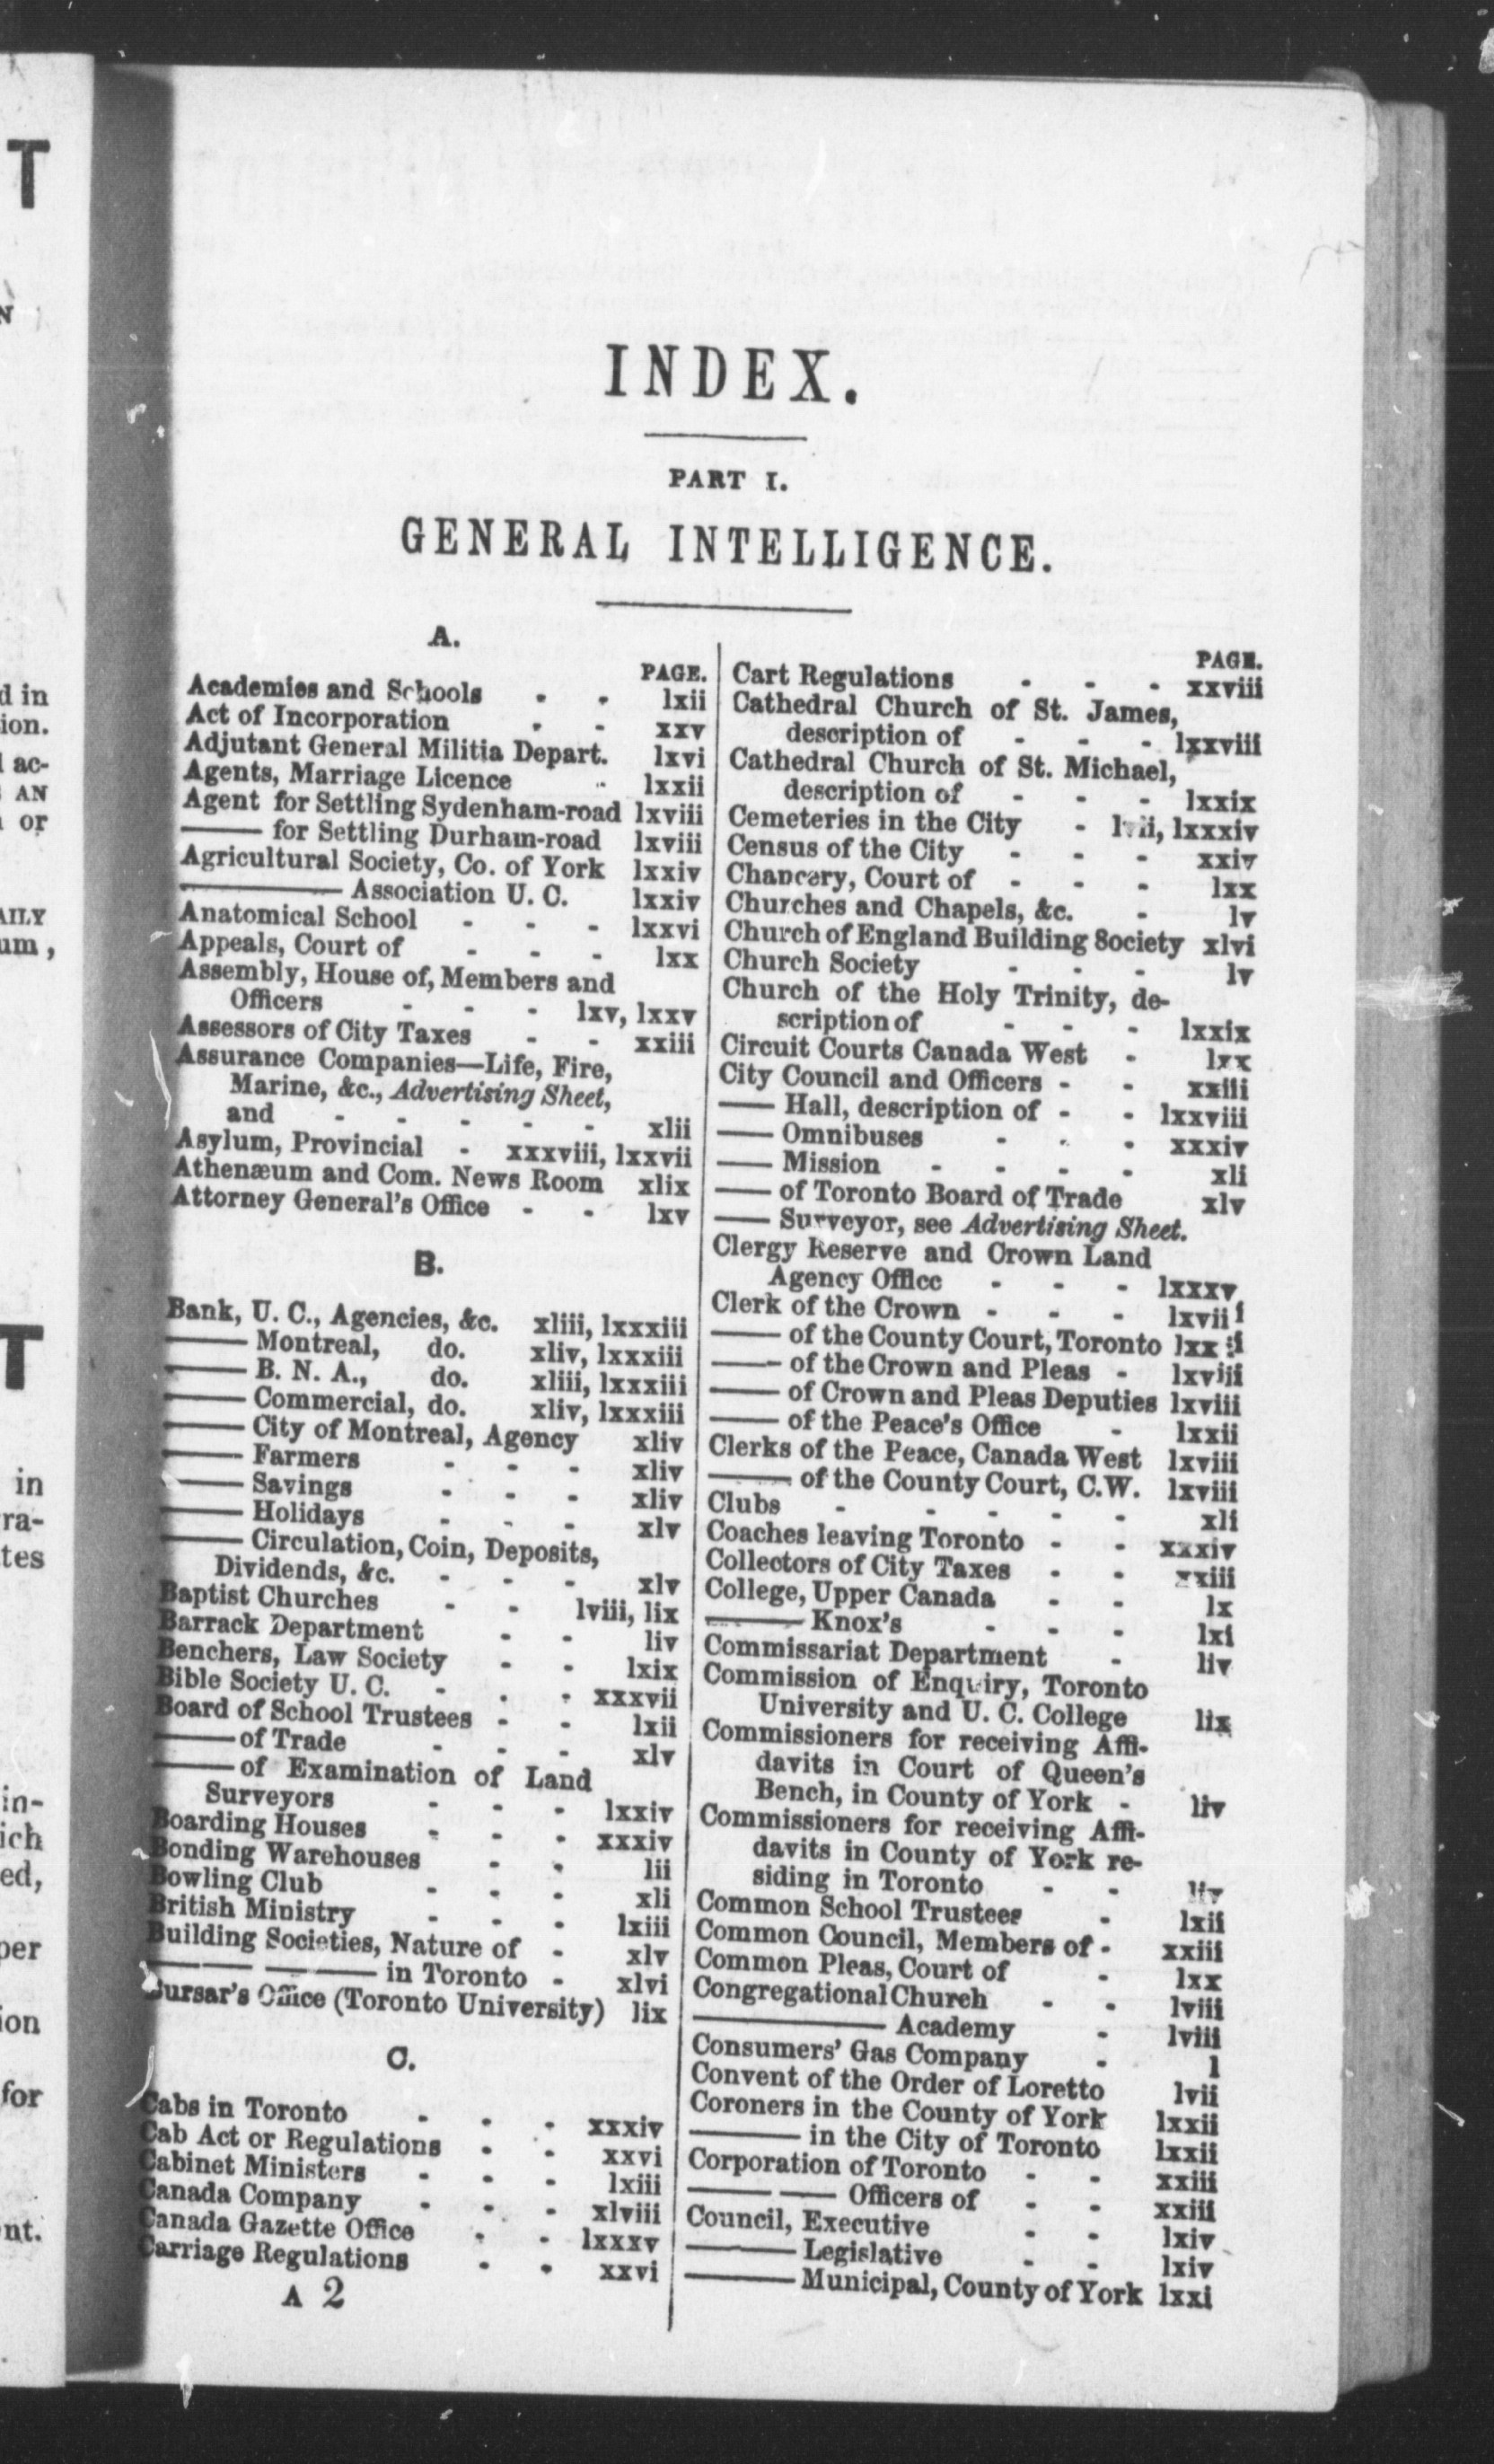 INDEX.
PART I.
GENERAL INTELLIGENCE.
A.
PAGE.
Academies and Schools - - lxii
Act of Incorporation - - xxv
Adjutant General Militia Depart. lxvi
Agents, Marriage Licence - lxxii
Agent for Settling Sydenham-road lxviii
—— for Settling Durham-road lxviii
Agricultural Society, Co. of York lxxiv
———— Association U. C. lxxiv
Anatomical School - - - lxxvi
Appeals, Court of - - - lxx
Assembly, House of, Members and
Officers - - - lxv, lxxv
Assessors of City Taxes - - xxiii
Assurance Companies—Life, Fire,
Marine, &c., Advertising Sheet,
and - - - - - xlii
Asylum, Provincial - xxxviii, lxxvii
Athenæum and Com. News Room xlix
Attorney General's Office - - lxv
B.
Bank, U. C., Agencies, &c. xliii, lxxxiii
—— Montreal, do. xliv, lxxxiii
—— B. N. A., do. xliii, lxxxiii
—— Commercial, do. xliv, lxxxiii
—— City of Montreal, Agency xliv
—— Farmers - - - xliv
—— Savings - - - xliv
—— Holidays - - - xlv
—— Circulation, Coin, Deposits,
Dividends, &c. - - - xlv
Baptist Churches - - lviii, lix
Barrack Department - - liv
Benchers, Law Society - - lxix
Bible Society U. C. - - - xxxvii
Board of School Trustees - - lxii
—— of Trade - - - xlv
—— of Examination of Land
Surveyors - - - lxxiv
Boarding Houses - - - xxxiv
Bonding Warehouses - - lii
Bowling Club - - - xli
British Ministry - - - lxiii
Building Societies, Nature of - xlv
—— —— in Toronto - xlvi
Bursar's Office (Toronto University) lix
C.
Cabs in Toronto - - - xxxiv
Cab Act or Regulations - - xxvi
Cabinet Ministers - - - lxiii
Canada Company - - - xlviii
Canada Gazette Office - - lxxxv
Carriage Regulations - - xxvi
A 2
PAGE.
Cart Regulations - - - xxviii
Cathedral Church of St. James,
description of - - - lxxviii
Cathedral Church of St. Michael,
description of - - - lxxix
Cemeteries in the City - lvii, lxxxiv
Census of the City - - - xxiv
Chancery, Court of - - - lxx
Churches and Chapels, &c. - lv
Church of England Building Society xlvi
Church Society - - - lv
Church of the Holy Trinity, de-
scription of - - - lxxix
Circuit Courts Canada West - lxx
City Council and Officers - - xxiii
—— Hall, description of - - lxxviii
—— Omnibuses - - - xxxiv
—— Mission - - - - xli
—— of Toronto Board of Trade xlv
—— Surveyor, see Advertising Sheet.
Clergy Reserve and Crown Land
Agency Office - - - lxxxv
Clerk of the Crown - - - lxviii
—— of the County Court, Toronto
—— of the Crown and Pleas - lxviii
—— of Crown and Pleas Deputies lxviii
—— of the Peace's Office - lxxii
Clerks of the Peace, Canada West lxviii
—— of the County Court, C.W. lxviii
Clubs - - - - - xli
Coaches leaving Toronto - - xxxiv
Collectors of City Taxes - - xxiii
College, Upper Canada - - lx
—— Knox's - - - lxi
Commissariat Department - liv
Commission of Enquiry, Toronto
University and U. C. College lix
Commissioners for receiving Affi-
davits in Court of Queen's
Bench, in County of York - liv
Commissioners for receiving Affi-
davits in County of York re-
siding in Toronto - - liv
Common School Trustees - lxii
Common Council, Members of - xxiii
Common Pleas, Court of - lxx
Congregational Church - - lviii
———— Academy - lviii
Consumers' Gas Company - l
Convent of the Order of Loretto lvii
Coroners in the County of York lxxii
—— in the City of Toronto lxxii
Corporation of Toronto - - xxiii
—— —— Officers of - - xxiii
Council, Executive - - lxiv
—— Legislative - - lxiv
—— Municipal, County of York lxxi